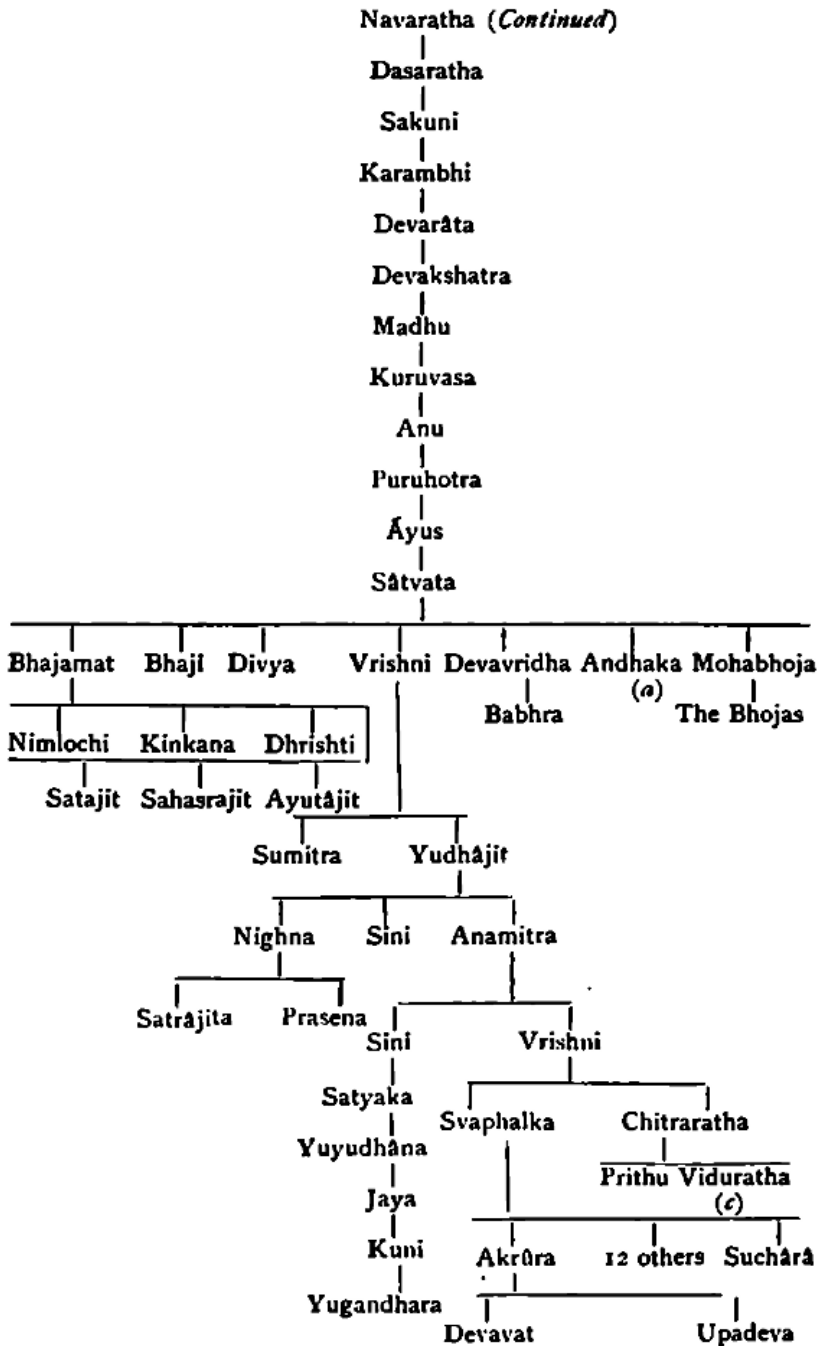 Navaratha (Continued)
Dasaratha
Sakuni
Karambhi
Devarâta
Devakshatra
Madhu
Kuruvasa
Anu
Puruhotra
Áyus
Sâtvata
Bhajamat Bhajî Divya Vrishni Devavridha Andhaka Mohabhoja
(a)
Babhra The Bhojas
Nimlochi Kinkana Dhrishti
Satajit Sahasrajit Ayutâjit
Sumitra Yudhâjit
Nighna Sini Anamitra
Satrâjita Prasena
Sini Vrishni
Satyaka
Svaphalka Chitraratha
Yuyudhâna
Prithu Viduratha
(c)
Jaya
Kuni Akrûra 12 others Suchârâ
Yugandhara
Devavat Upadeva